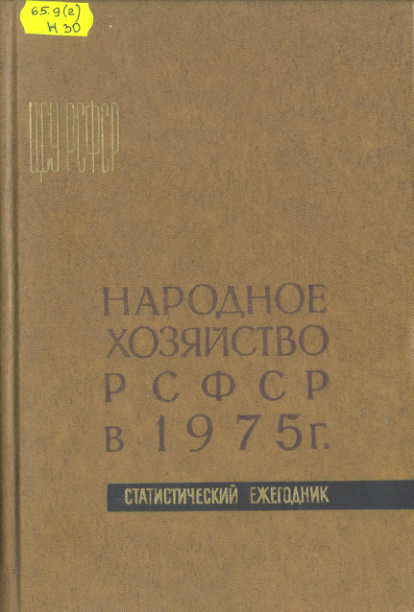 65.9(2)
Н 30
ЦСУ РСФСР
НАРОДНОЕ
ХОЗЯЙСТВО
РСФСР
в 1975г.
СТАТИСТИЧЕСКИЙ ЕЖЕГОДНИК